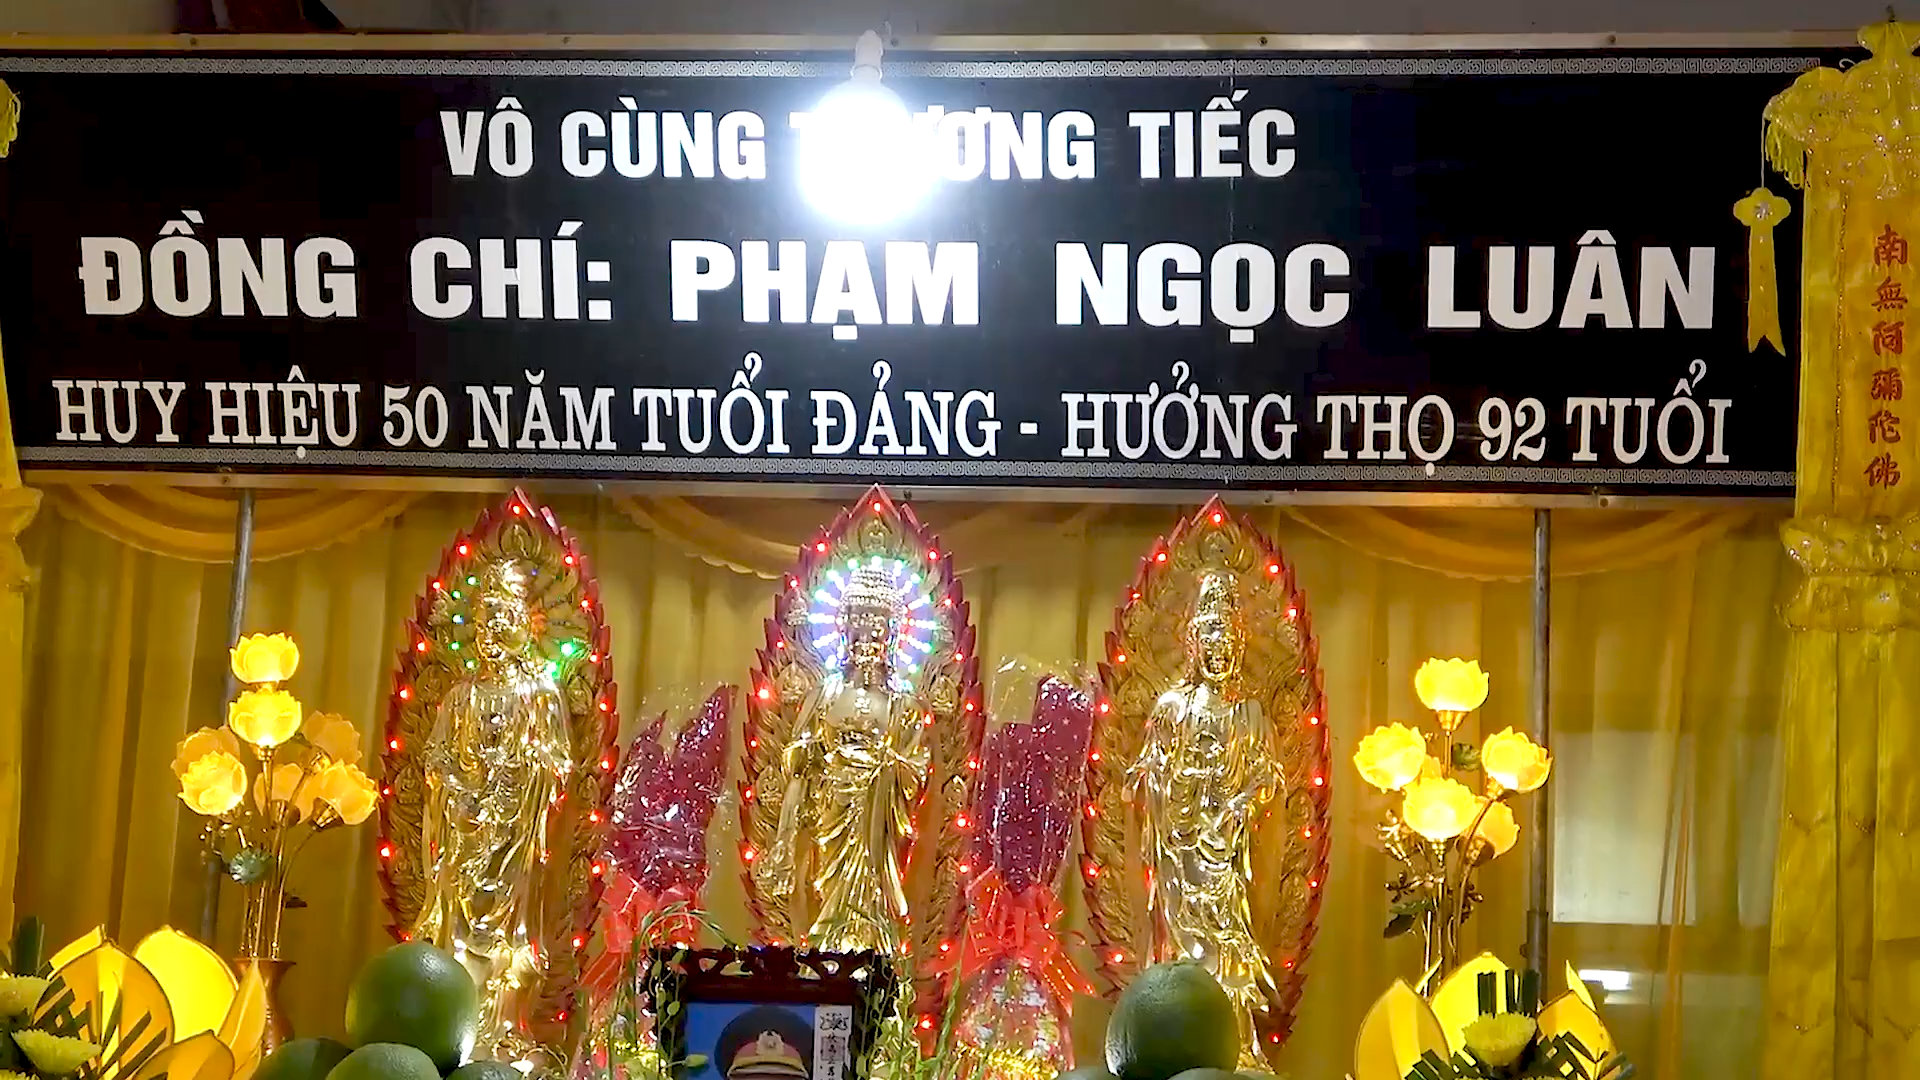 VÔ CÙNG THƯƠNG TIẾC
ĐỒNG CHÍ: PHẠM NGỌC LUÂN
HUY HIỆU 50 NĂM TUỔI ĐẢNG - HƯỞNG THỌ 92 TUỔI
南無阿彌陀佛